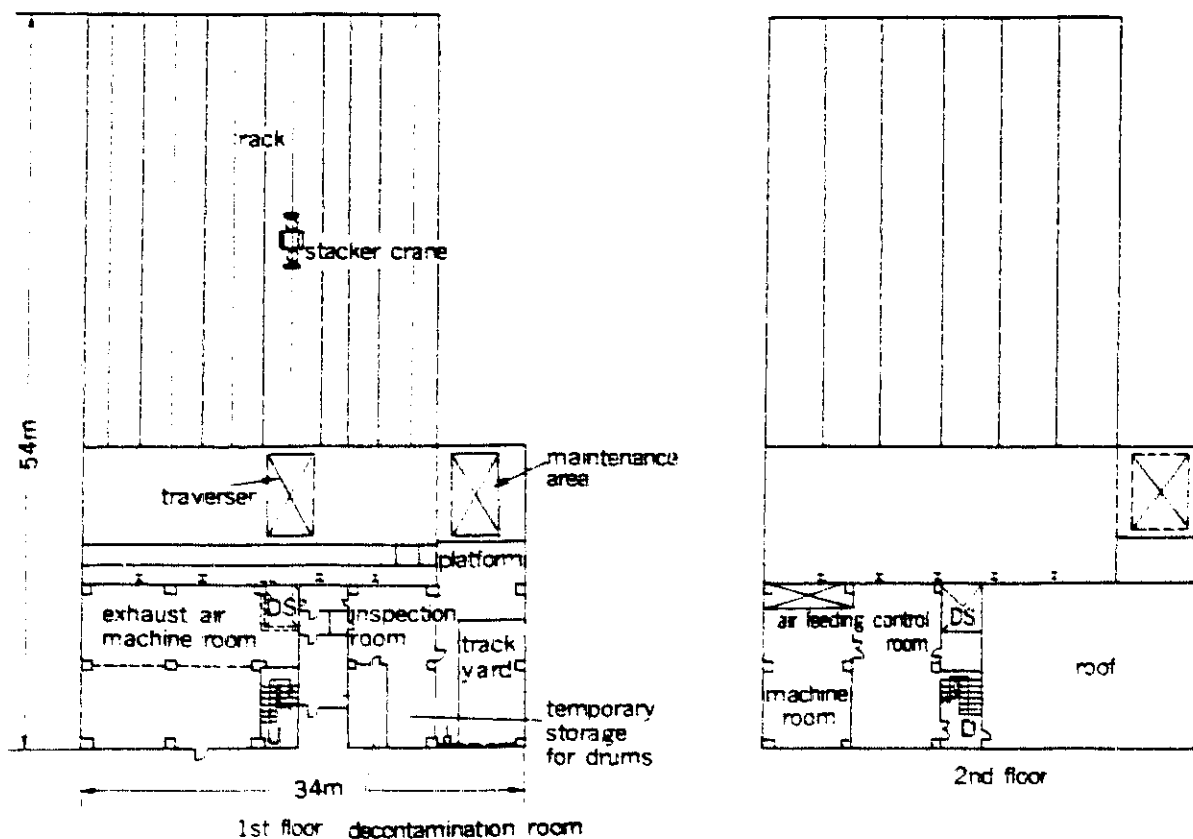 rack
stacker crane
54m
traverser
maintenance
area
platform
exhaust air
machine room
DS
inspection
room
track
yard
temporary
storage
for drums
34m
1st floor decontamination room
air feeding control
room
DS
machine
room
roof
2nd floor